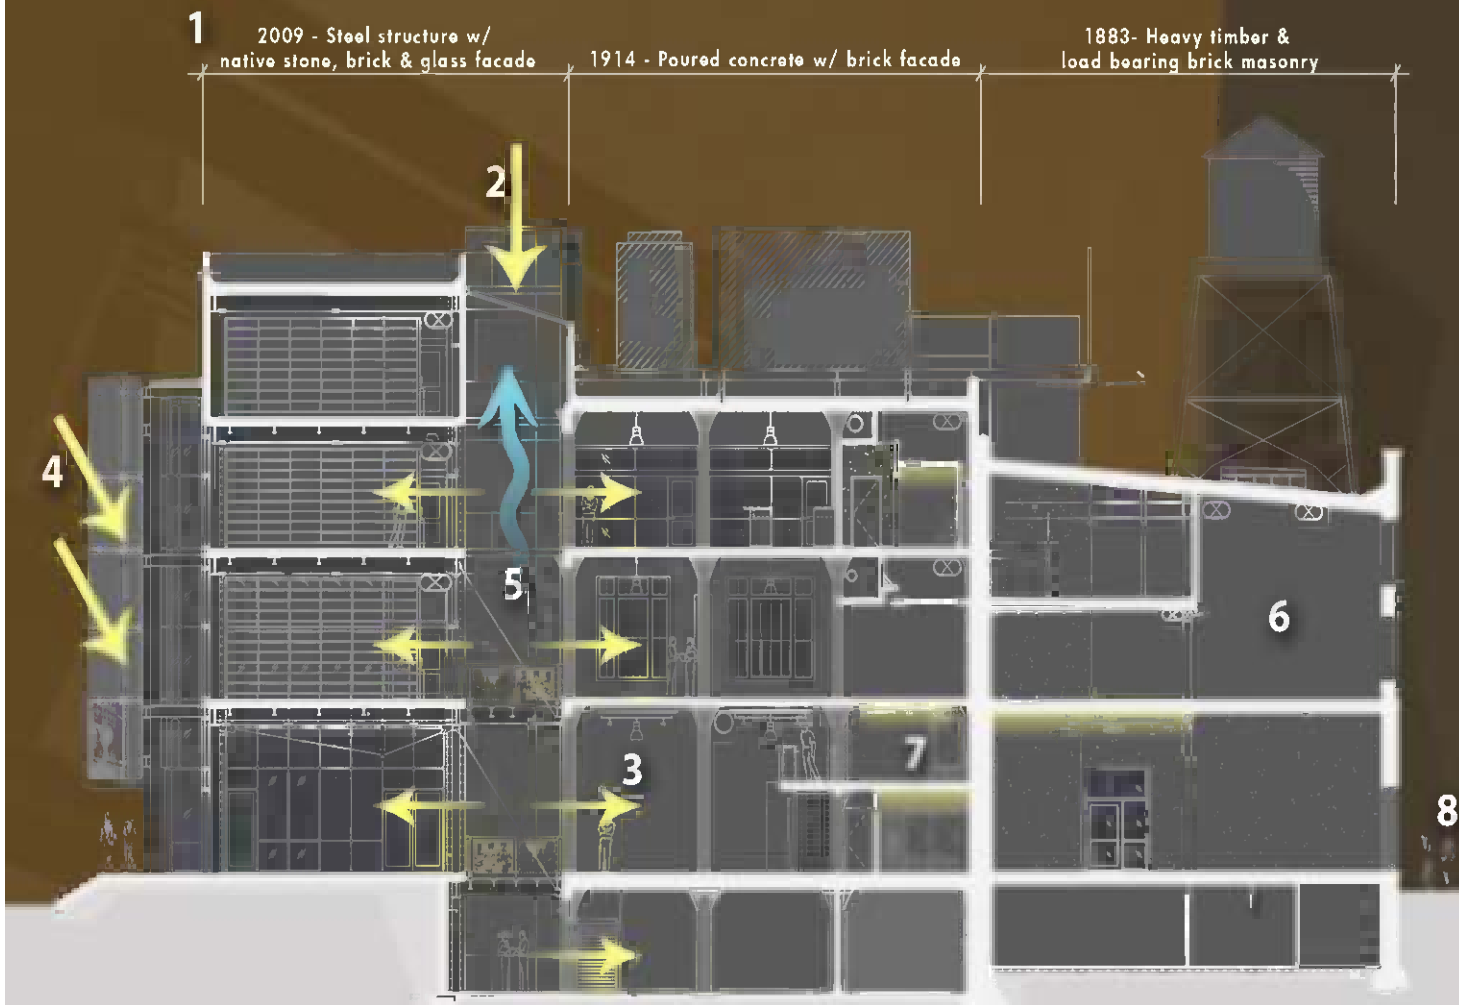 1
2009 - Steel structure w/
native stone, brick & glass facade
1914 - Poured concrete w/ brick facade
1883- Heavy timber &
load bearing brick masonry
2
4
5
6
3
7
8